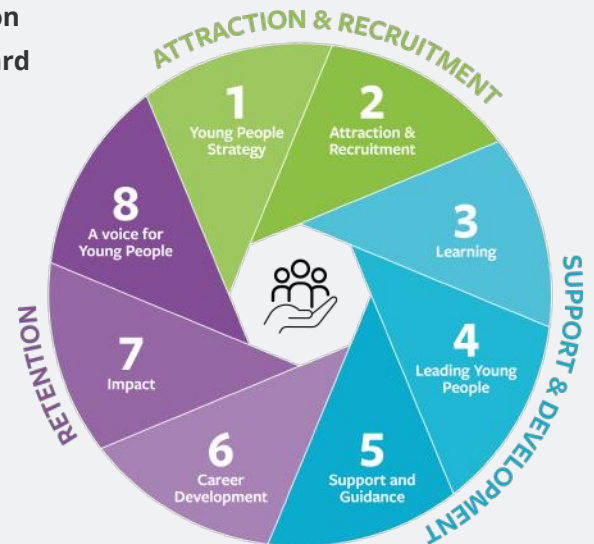 on
ard
ATTRACTION & RECRUITMENT
1
Young People
Strategy
2
Attraction &
Recruitment
3
Learning
4
Leading Young
People
5
Support and
Guidance
6
Career
Development
7
Impact
8
A voice for
Young People
SUPPORT & DEVELOPMENT
RETENTION